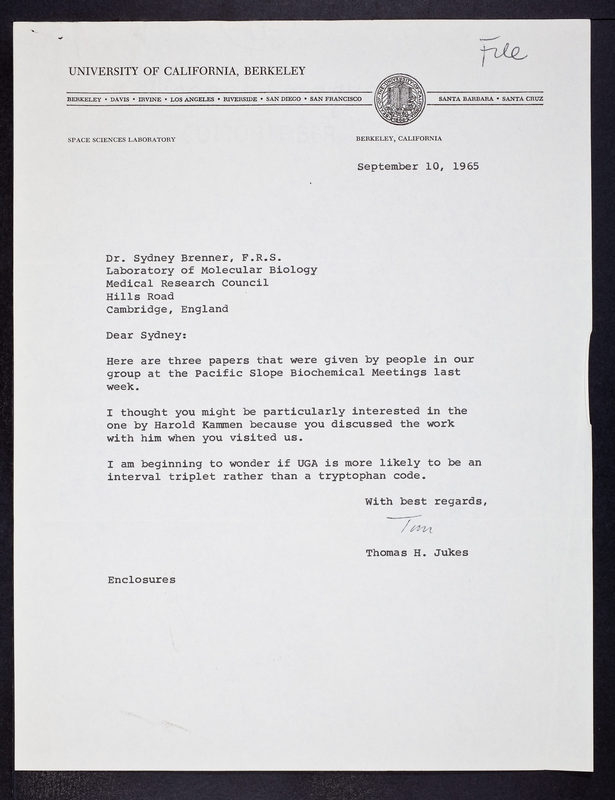 File
UNIVERSITY OF CALIFORNIA, BERKELEY
BERKELEY • DAVIS • IRVINE • LOS ANGELES • RIVERSIDE • SAN DIEGO • SAN FRANCISCO
SANTA BARBARA • SANTA CRUZ
SPACE SCIENCES LABORATORY
BERKELEY, CALIFORNIA
September 10, 1965
Dr. Sydney Brenner, F.R.S.
Laboratory of Molecular Biology
Medical Research Council
Hills Road
Cambridge, England
Dear Sydney:
Here are three papers that were given by people in our
group at the Pacific Slope Biochemical Meetings last
week.
I thought you might be particularly interested in the
one by Harold Kammen because you discussed the work
with him when you visited us.
I am beginning to wonder if UGA is more likely to be an
interval triplet rather than a tryptophan code.
With best regards,
Tom
Thomas H. Jukes
Enclosures